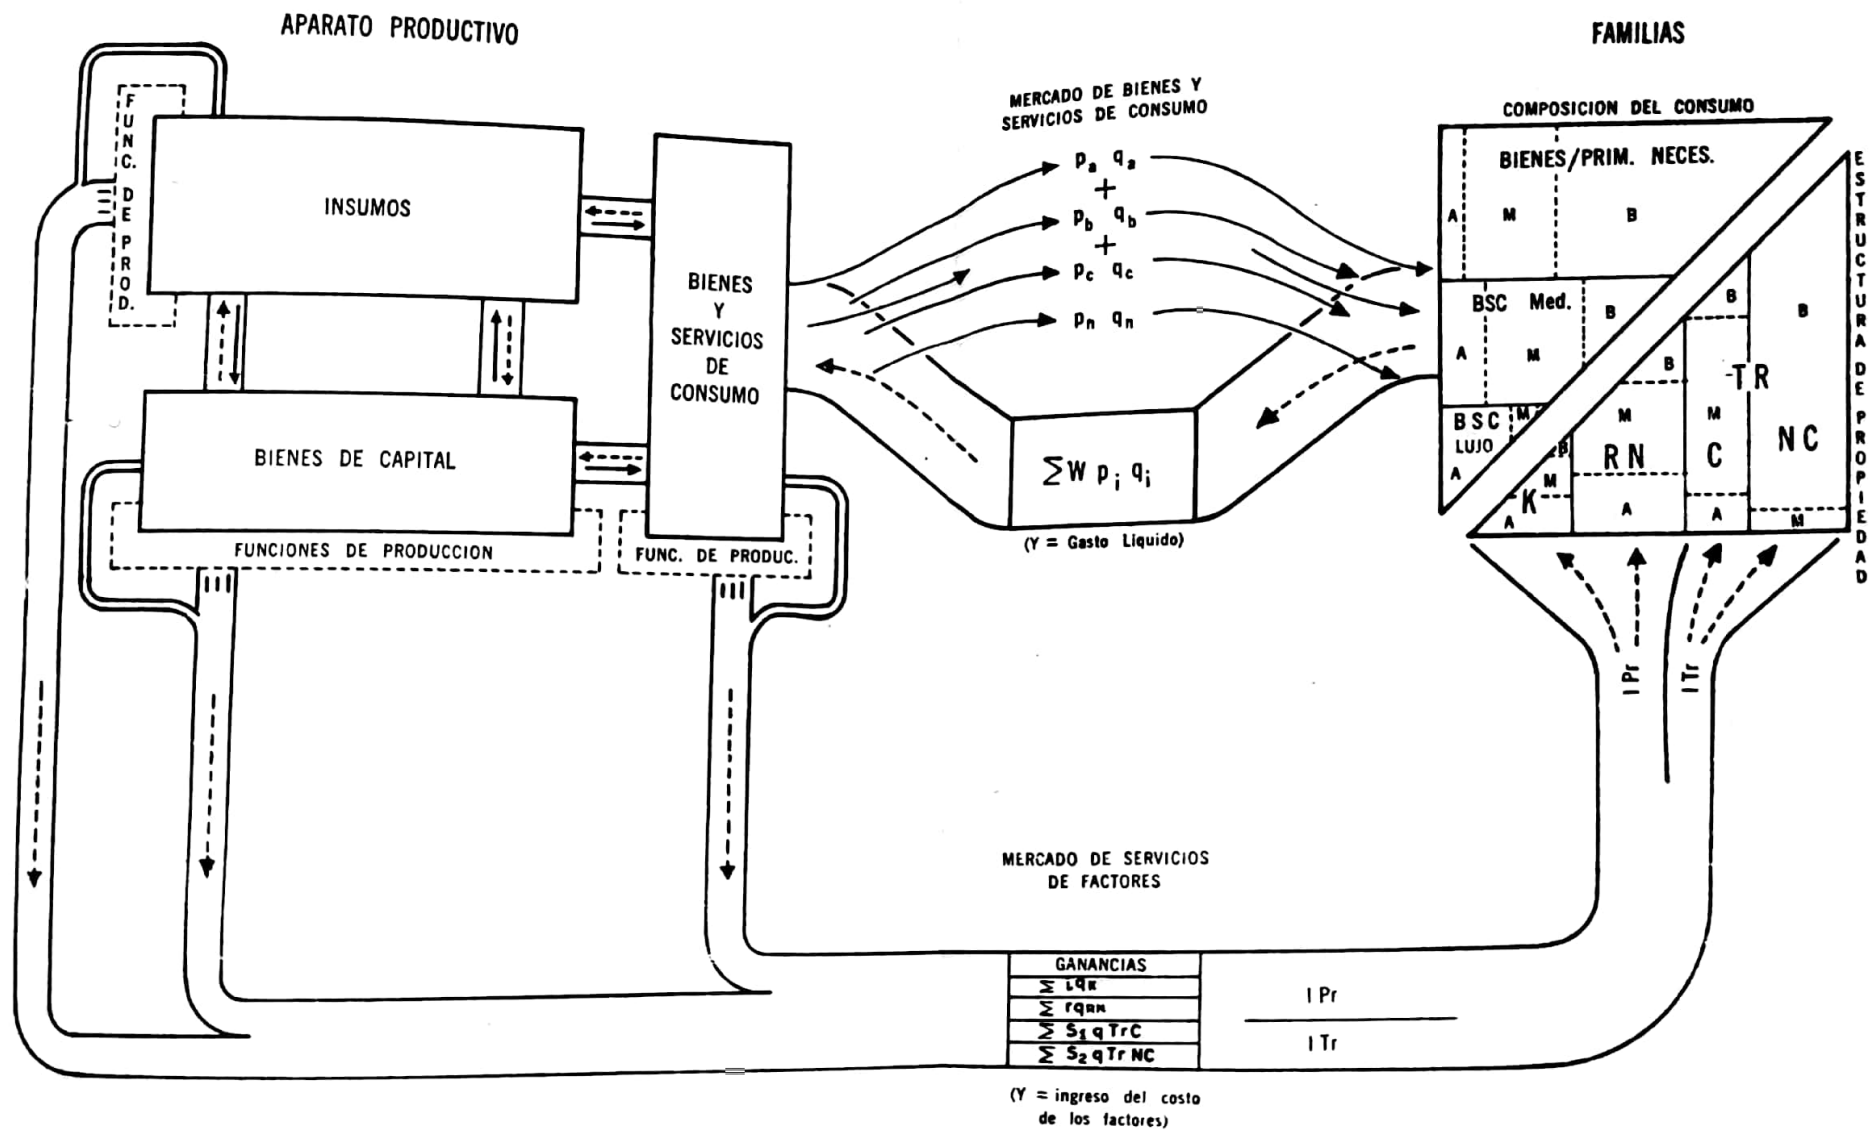 APARATO PRODUCTIVO
FAMILIAS
MERCADO DE BIENES Y
SERVICIOS DE CONSUMO
COMPOSICION DEL CONSUMO
FUNC. DE PROD.
INSUMOS
BIENES
Y
SERVICIOS
DE
CONSUMO
BIENES DE CAPITAL
FUNCIONES DE PRODUCCION
FUNC. DE PRODUC.
pa qa
+
pb qb
+
pc qc
pn qn
∑W pi qi
(Y = Gasto Líquido)
BIENES/PRIM. NECES.
A M B
BSC Med. B
A M
BSC M
LUJO
A
ESTRUCTURA DE PROPIEDAD
B B
B
TR
M M
RN C NC
B
M
K
A A A M
I Pr I Tr
MERCADO DE SERVICIOS
DE FACTORES
GANANCIAS
∑ iqK
∑ rqRN
∑ S1 q TrC
∑ S2 q Tr NC
I Pr
I Tr
(Y = ingreso del costo
de los factores)